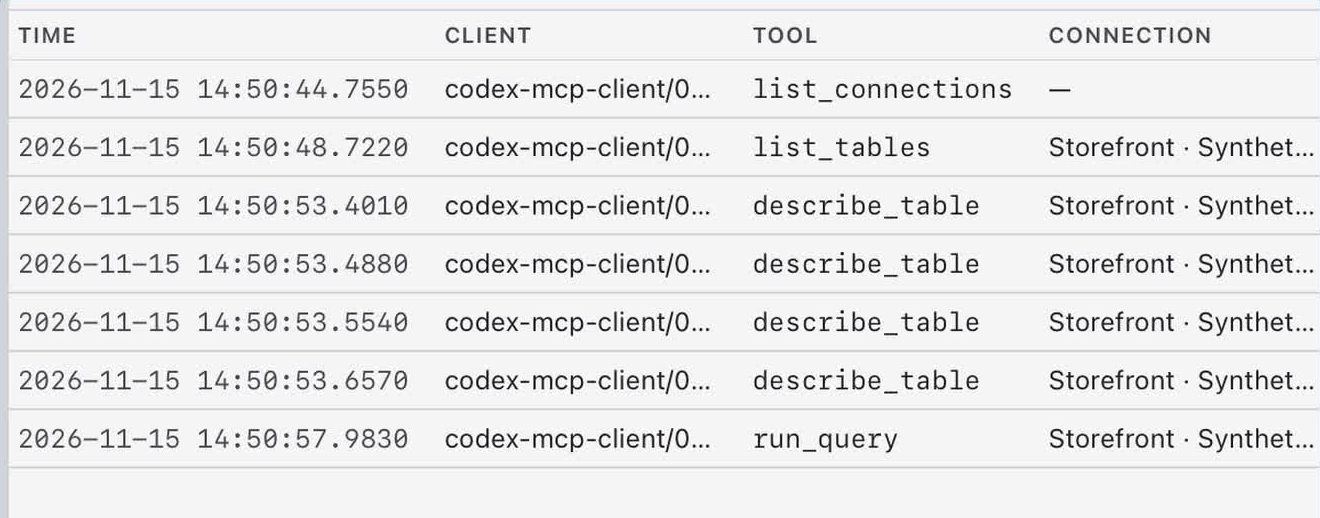 TIME CLIENT TOOL CONNECTION
2026-11-15 14:50:44.7550 codex-mcp-client/0... list_connections —
2026-11-15 14:50:48.7220 codex-mcp-client/0... list_tables Storefront · Synthet...
2026-11-15 14:50:53.4010 codex-mcp-client/0... describe_table Storefront · Synthet...
2026-11-15 14:50:53.4880 codex-mcp-client/0... describe_table Storefront · Synthet...
2026-11-15 14:50:53.5540 codex-mcp-client/0... describe_table Storefront · Synthet...
2026-11-15 14:50:53.6570 codex-mcp-client/0... describe_table Storefront · Synthet...
2026-11-15 14:50:57.9830 codex-mcp-client/0... run_query Storefront · Synthet...